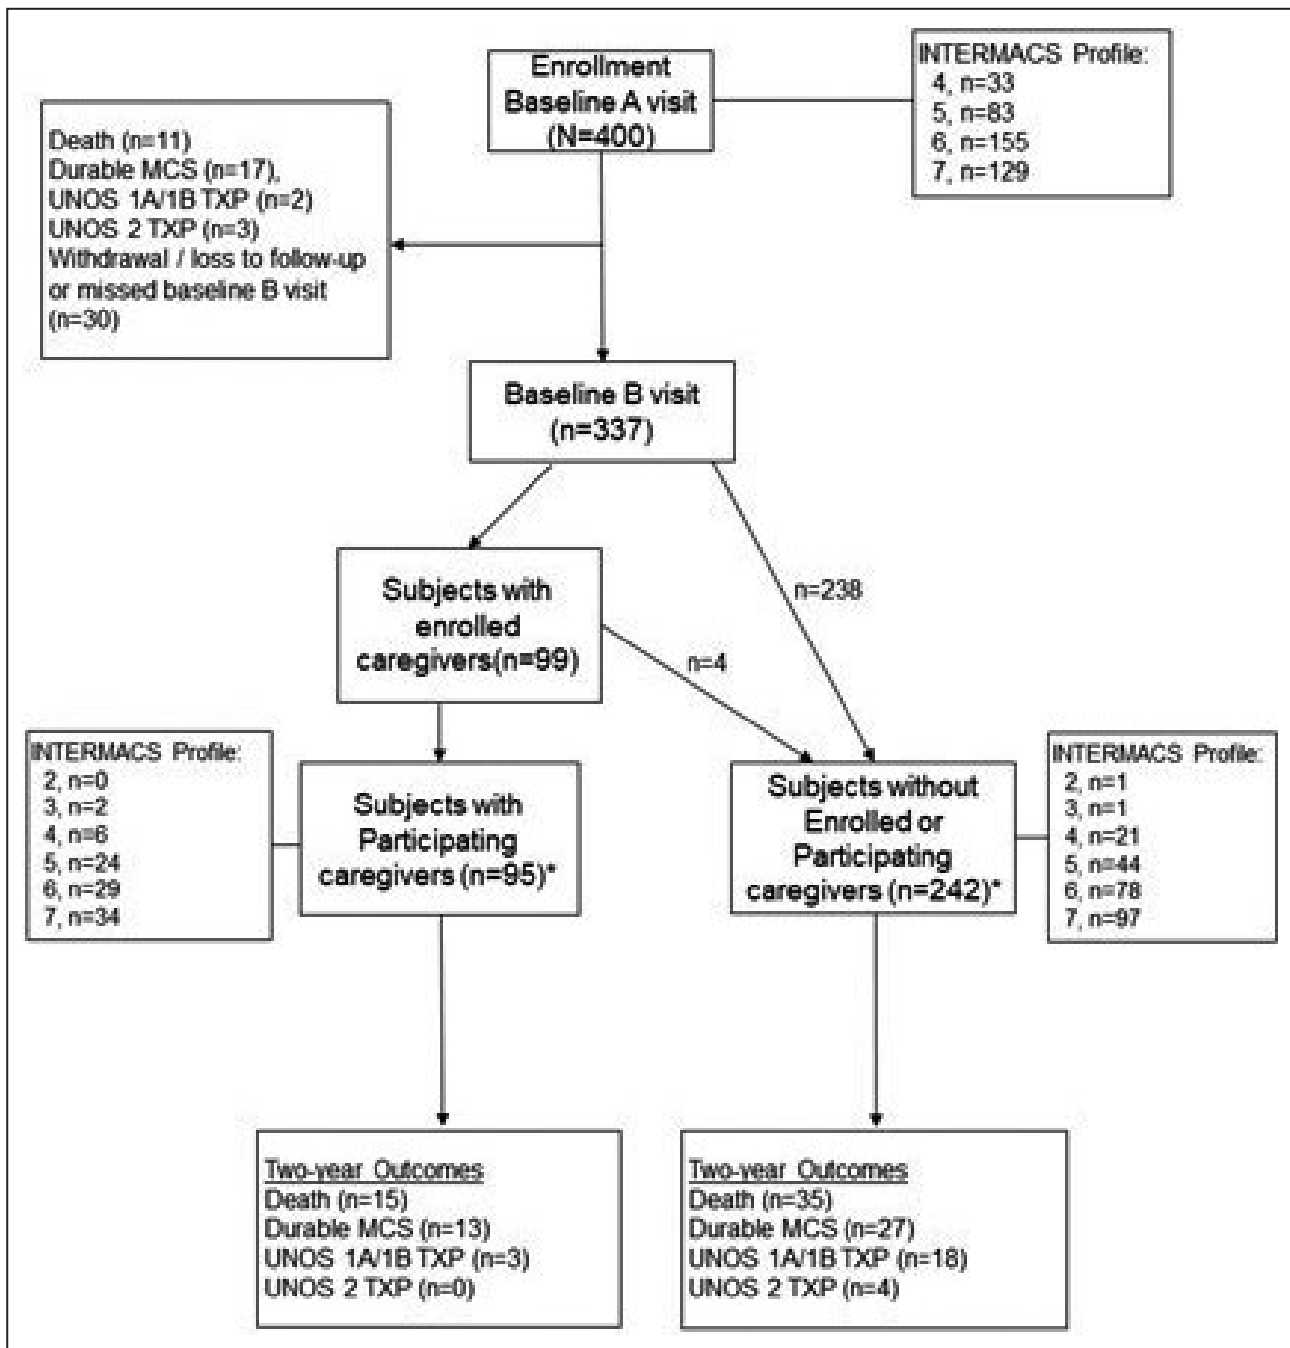 Enrollment
Baseline A visit
(N=400)
INTERMACS Profile:
4, n=33
5, n=83
6, n=155
7, n=129
Death (n=11)
Durable MCS (n=17),
UNOS 1A/1B TXP (n=2)
UNOS 2 TXP (n=3)
Withdrawal / loss to follow-up
or missed baseline B visit
(n=30)
Baseline B visit
(n=337)
Subjects with
enrolled
caregivers(n=99)
n=238
n=4
INTERMACS Profile:
2, n=0
3, n=2
4, n=6
5, n=24
6, n=29
7, n=34
Subjects with
Participating
caregivers (n=95)*
Subjects without
Enrolled or
Participating
caregivers (n=242)*
INTERMACS Profile:
2, n=1
3, n=1
4, n=21
5, n=44
6, n=78
7, n=97
Two-year Outcomes
Death (n=15)
Durable MCS (n=13)
UNOS 1A/1B TXP (n=3)
UNOS 2 TXP (n=0)
Two-year Outcomes
Death (n=35)
Durable MCS (n=27)
UNOS 1A/1B TXP (n=18)
UNOS 2 TXP (n=4)